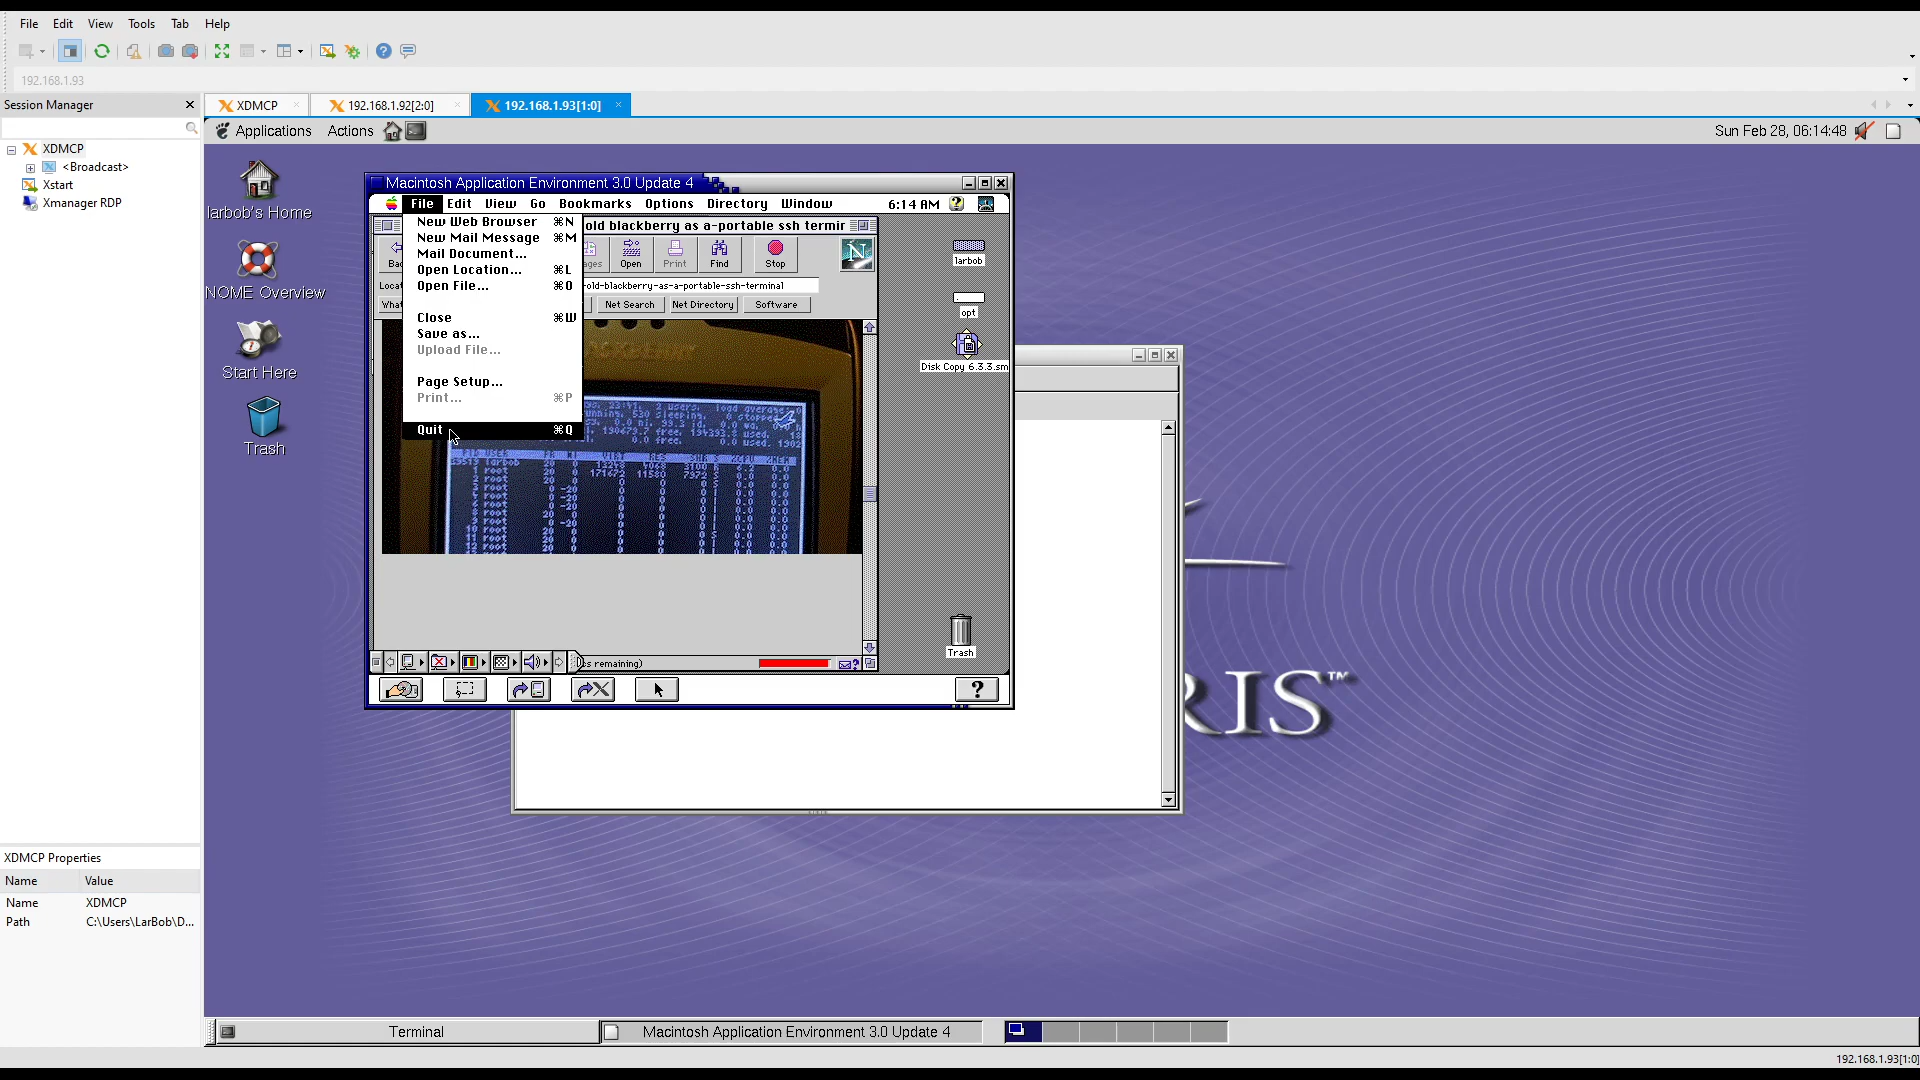 File Edit View Tools Tab Help
192.168.1.93
Session Manager
XDMCP
<Broadcast>
Xstart
Xmanager RDP
XDMCP 192.168.1.92[2:0] 192.168.1.93[1:0]
Applications Actions
Sun Feb 28, 06:14:48
larbob's Home
NOME Overview
Start Here
Trash
Macintosh Application Environment 3.0 Update 4
File Edit View Go Bookmarks Options Directory Window 6:14 AM
old blackberry as a-portable ssh termir
New Web Browser ⌘N
New Mail Message ⌘M
Mail Document...
Open Location... ⌘L
Open File... ⌘O
Close ⌘W
Save as...
Upload File...
Page Setup...
Print... ⌘P
Quit ⌘Q
Bac
ges
Open
Print
Find
Stop
N
Locat
-old-blackberry-as-a-portable-ssh-terminal
What
Net Search
Net Directory
Software
larbob
opt
Disk Copy 6.3.3.sm
Trash
s remaining)
?
RIS™
XDMCP Properties
Name Value
Name XDMCP
Path C:\Users\LarBob\D...
Terminal
Macintosh Application Environment 3.0 Update 4
192.168.1.93[1:0]